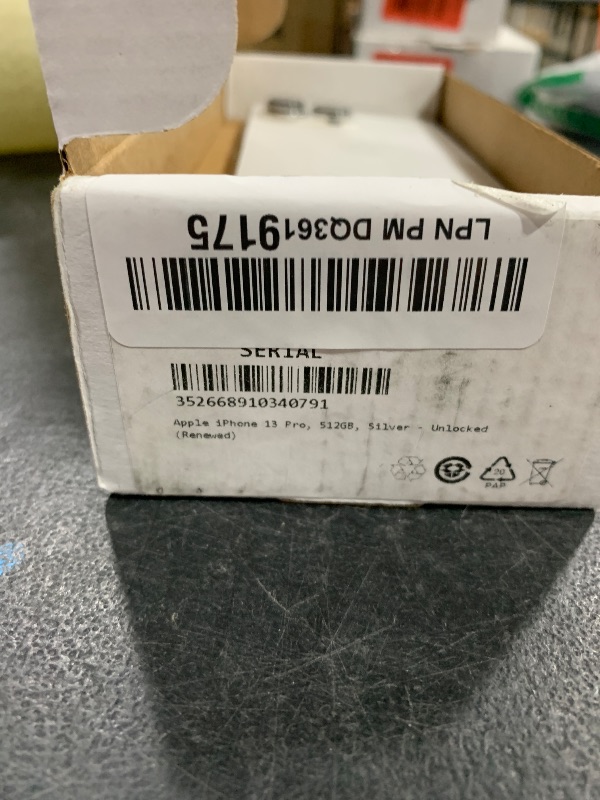 LPN PM DQ3619175
SERIAL
352668910340791
Apple iPhone 13 Pro, 512GB, Silver - Unlocked
(Renewed)
20
PAP